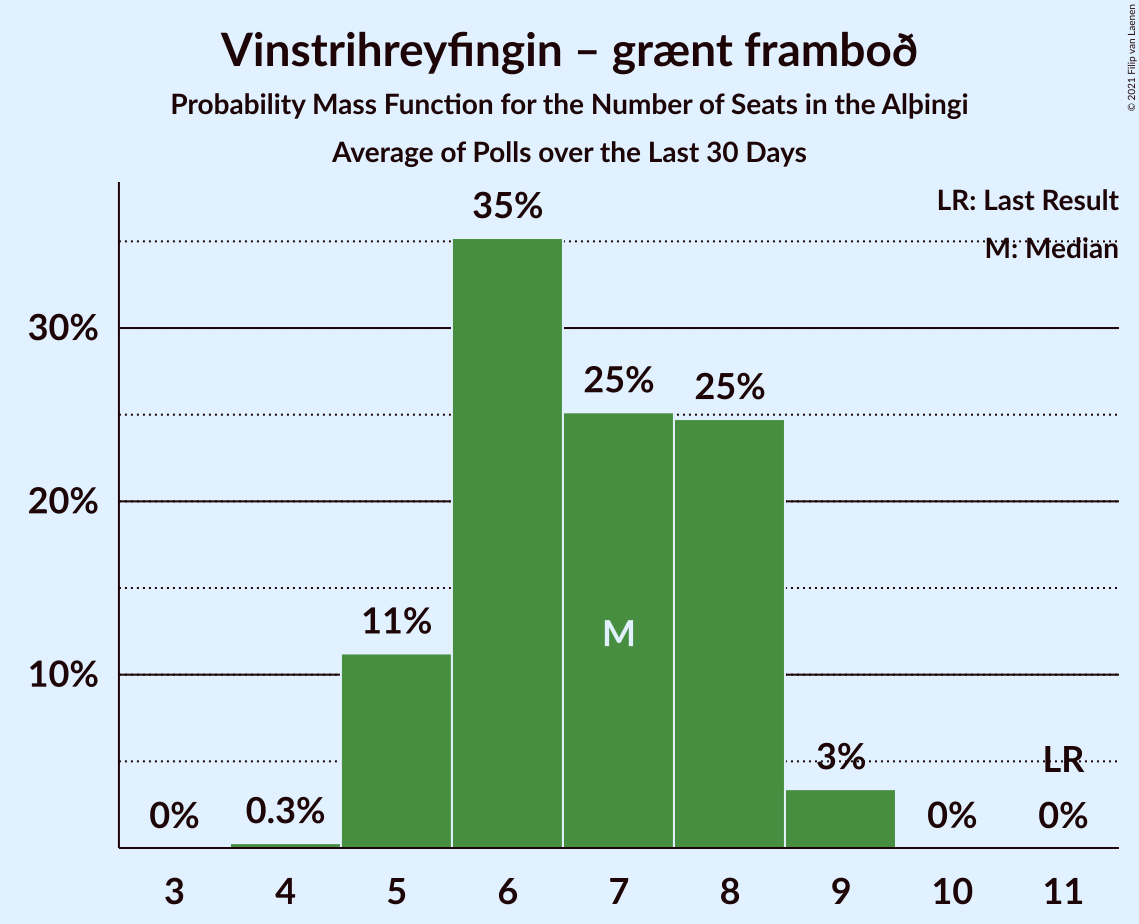 Vinstrihreyfingin – grænt framboð
Probability Mass Function for the Number of Seats in the Alþingi
Average of Polls over the Last 30 Days
© 2021 Filip van Laenen
LR: Last Result
M: Median
35%
30%
25%
25%
20%
11%
M
10%
3%
LR
0%
0.3%
0%
0%
3
4
5
6
7
8
9
10
11